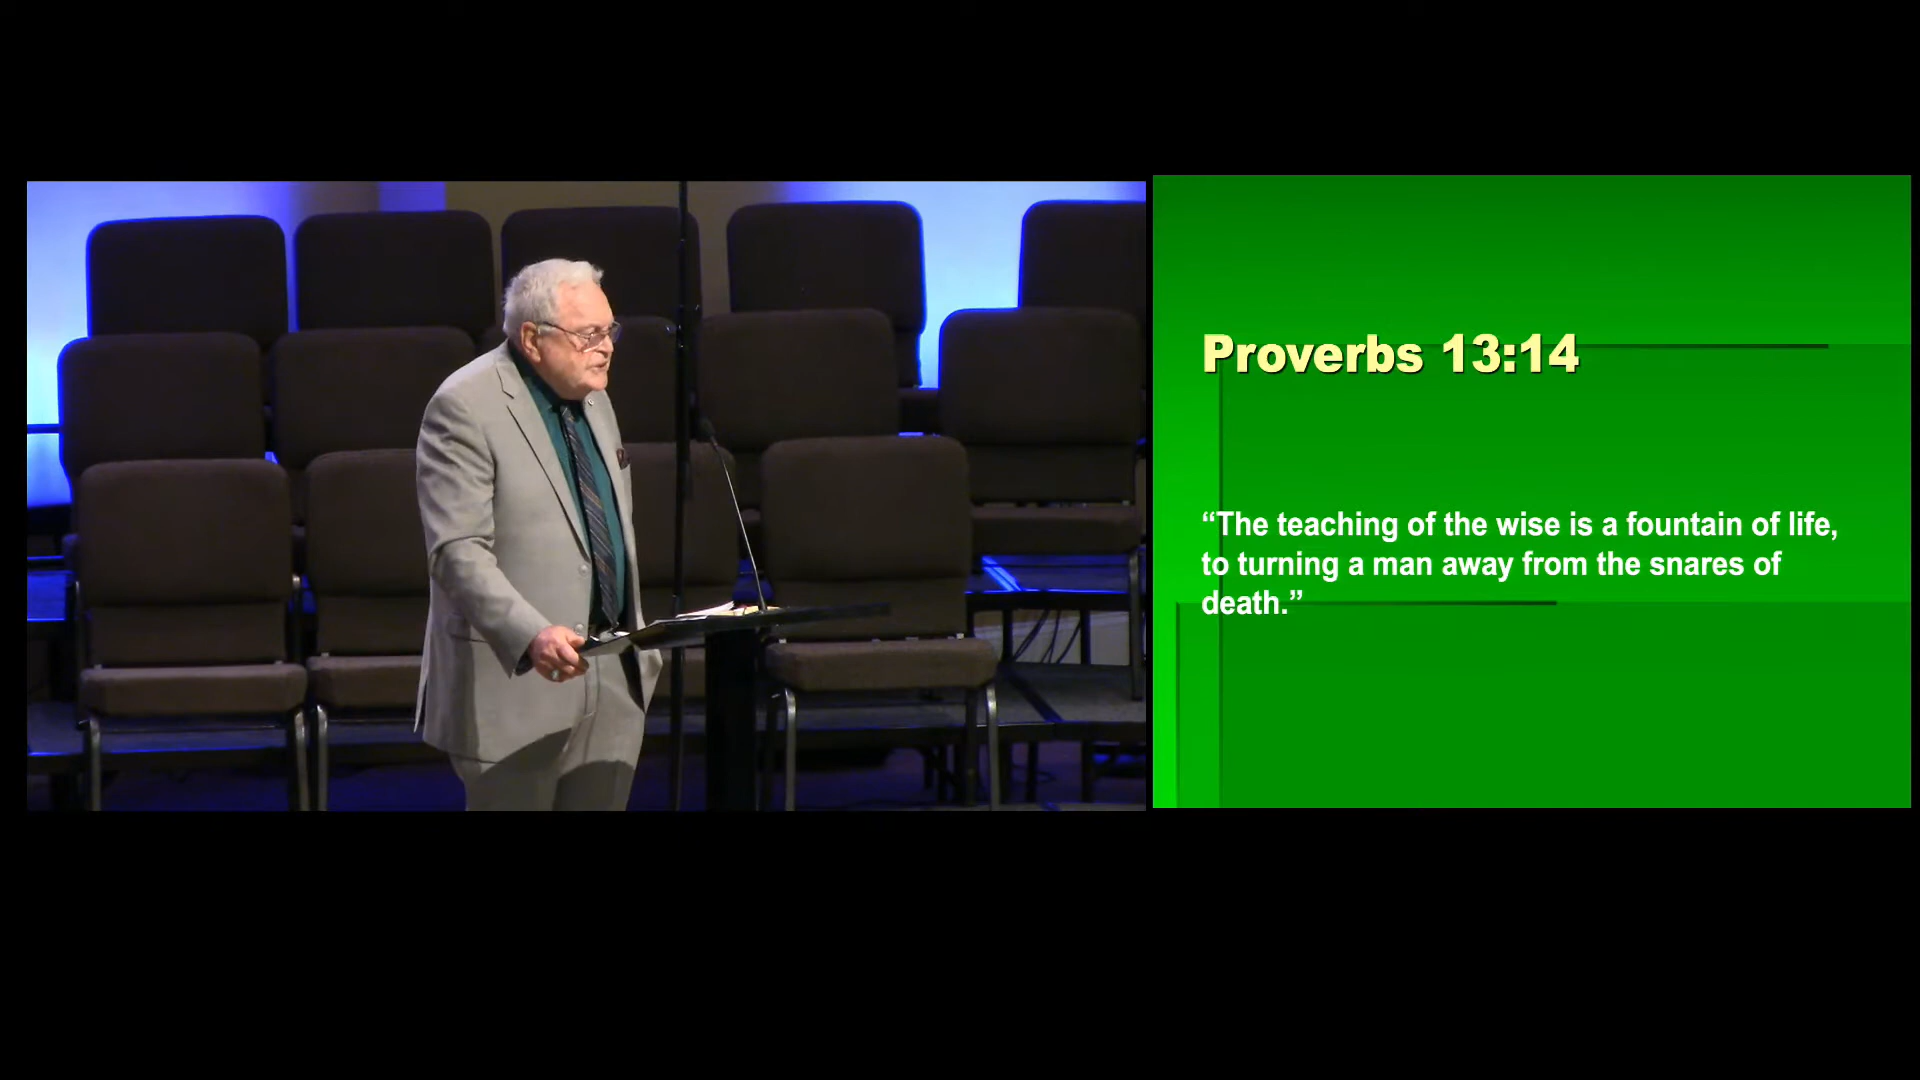 Proverbs 13:14
“The teaching of the wise is a fountain of life,
to turning a man away from the snares of
death.”